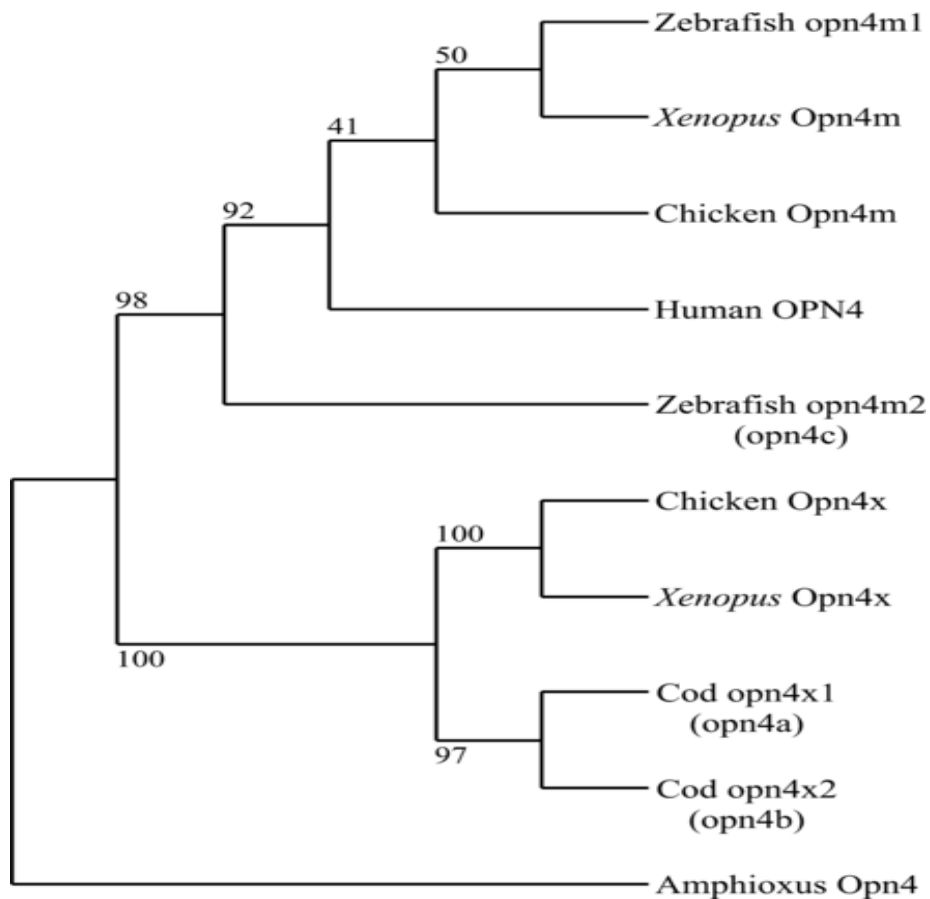 Zebrafish opn4m1
50
Xenopus Opn4m
41
Chicken Opn4m
92
Human OPN4
98
Zebrafish opn4m2
(opn4c)
Chicken Opn4x
100
Xenopus Opn4x
100
Cod opn4x1
(opn4a)
97
Cod opn4x2
(opn4b)
Amphioxus Opn4